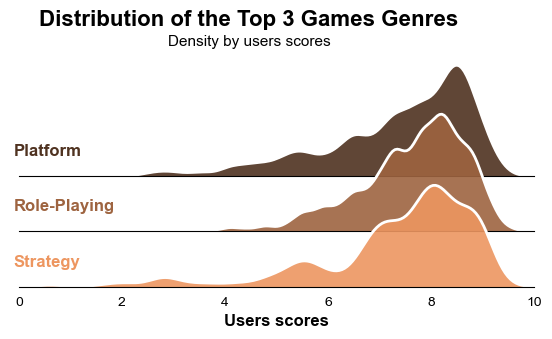 Distribution of the Top 3 Games Genres
Density by users scores
Platform
Role-Playing
Strategy
0 2 4 6 8 10
Users scores